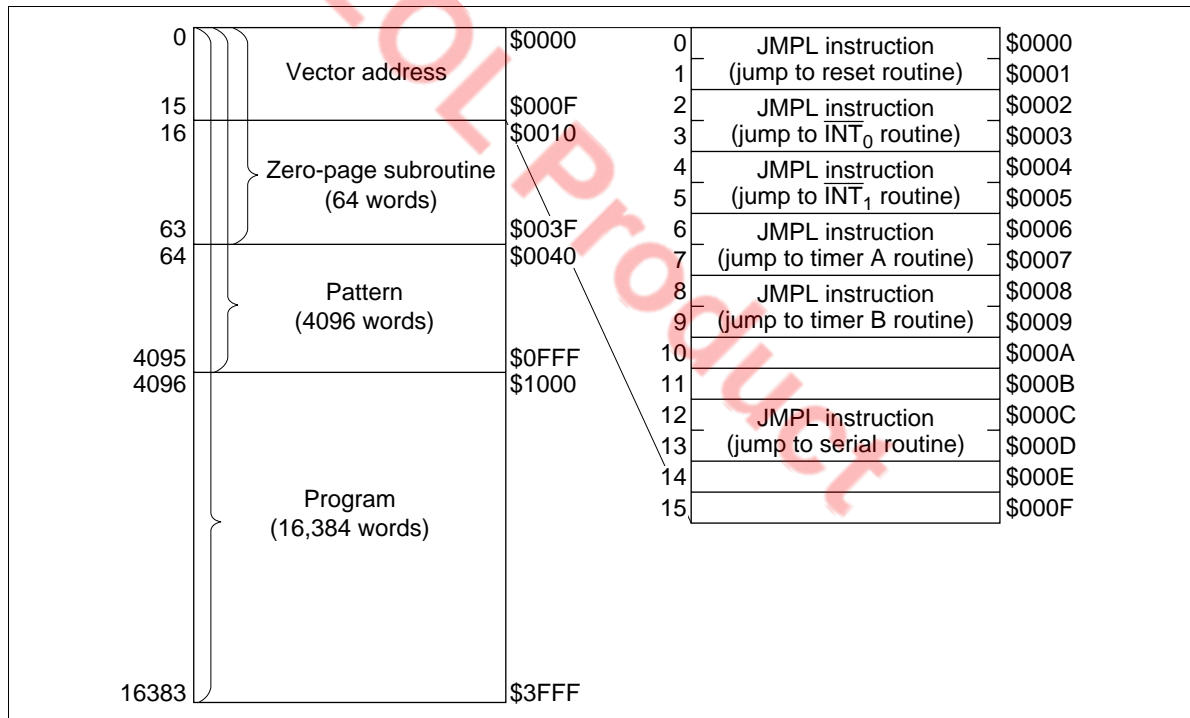 0
$0000
Vector address
15
$000F
16
$0010
Zero-page subroutine
(64 words)
63
$003F
64
$0040
Pattern
(4096 words)
4095
$0FFF
4096
$1000
Program
(16,384 words)
16383
$3FFF
0
JMPL instruction
$0000
1
(jump to reset routine)
$0001
2
JMPL instruction
$0002
3
(jump to INT0 routine)
$0003
4
JMPL instruction
$0004
5
(jump to INT1 routine)
$0005
6
JMPL instruction
$0006
7
(jump to timer A routine)
$0007
8
JMPL instruction
$0008
9
(jump to timer B routine)
$0009
10
$000A
11
$000B
12
JMPL instruction
$000C
13
(jump to serial routine)
$000D
14
$000E
15
$000F
OL Product